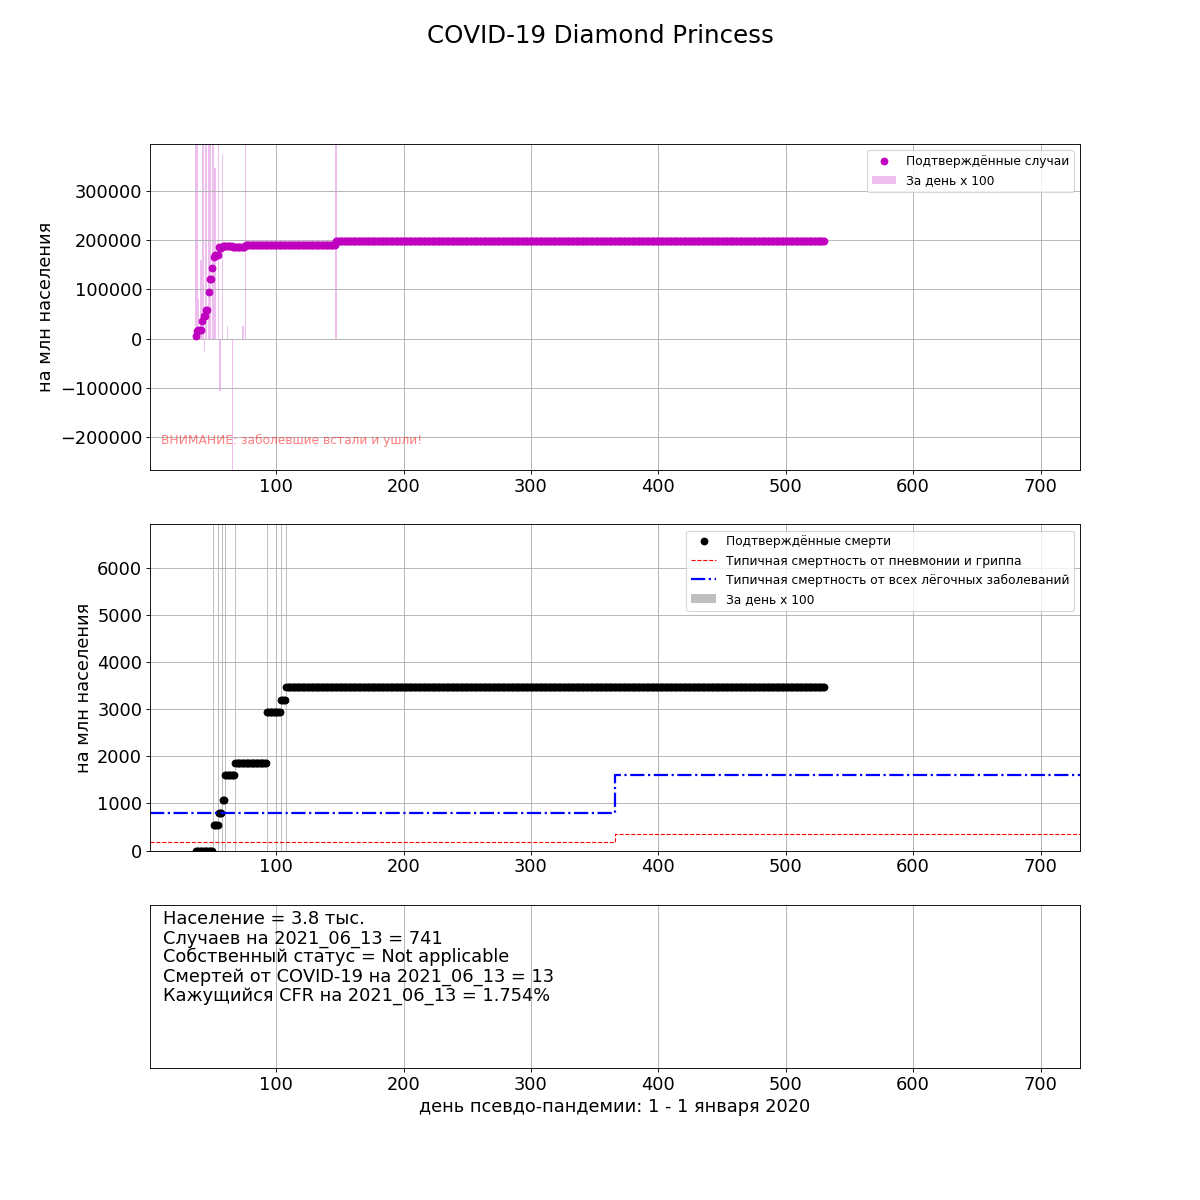 COVID-19 Diamond Princess
на млн населения
300000
200000
100000
0
−100000
−200000
Подтверждённые случаи
За день x 100
ВНИМАНИЕ: заболевшие встали и ушли!
100 200 300 400 500 600 700
на млн населения
6000
5000
4000
3000
2000
1000
0
Подтверждённые смерти
Типичная смертность от пневмонии и гриппа
Типичная смертность от всех лёгочных заболеваний
За день x 100
100 200 300 400 500 600 700
Население = 3.8 тыс.
Случаев на 2021_06_13 = 741
Собственный статус = Not applicable
Смертей от COVID-19 на 2021_06_13 = 13
Кажущийся CFR на 2021_06_13 = 1.754%
100 200 300 400 500 600 700
день псевдо-пандемии: 1 - 1 января 2020